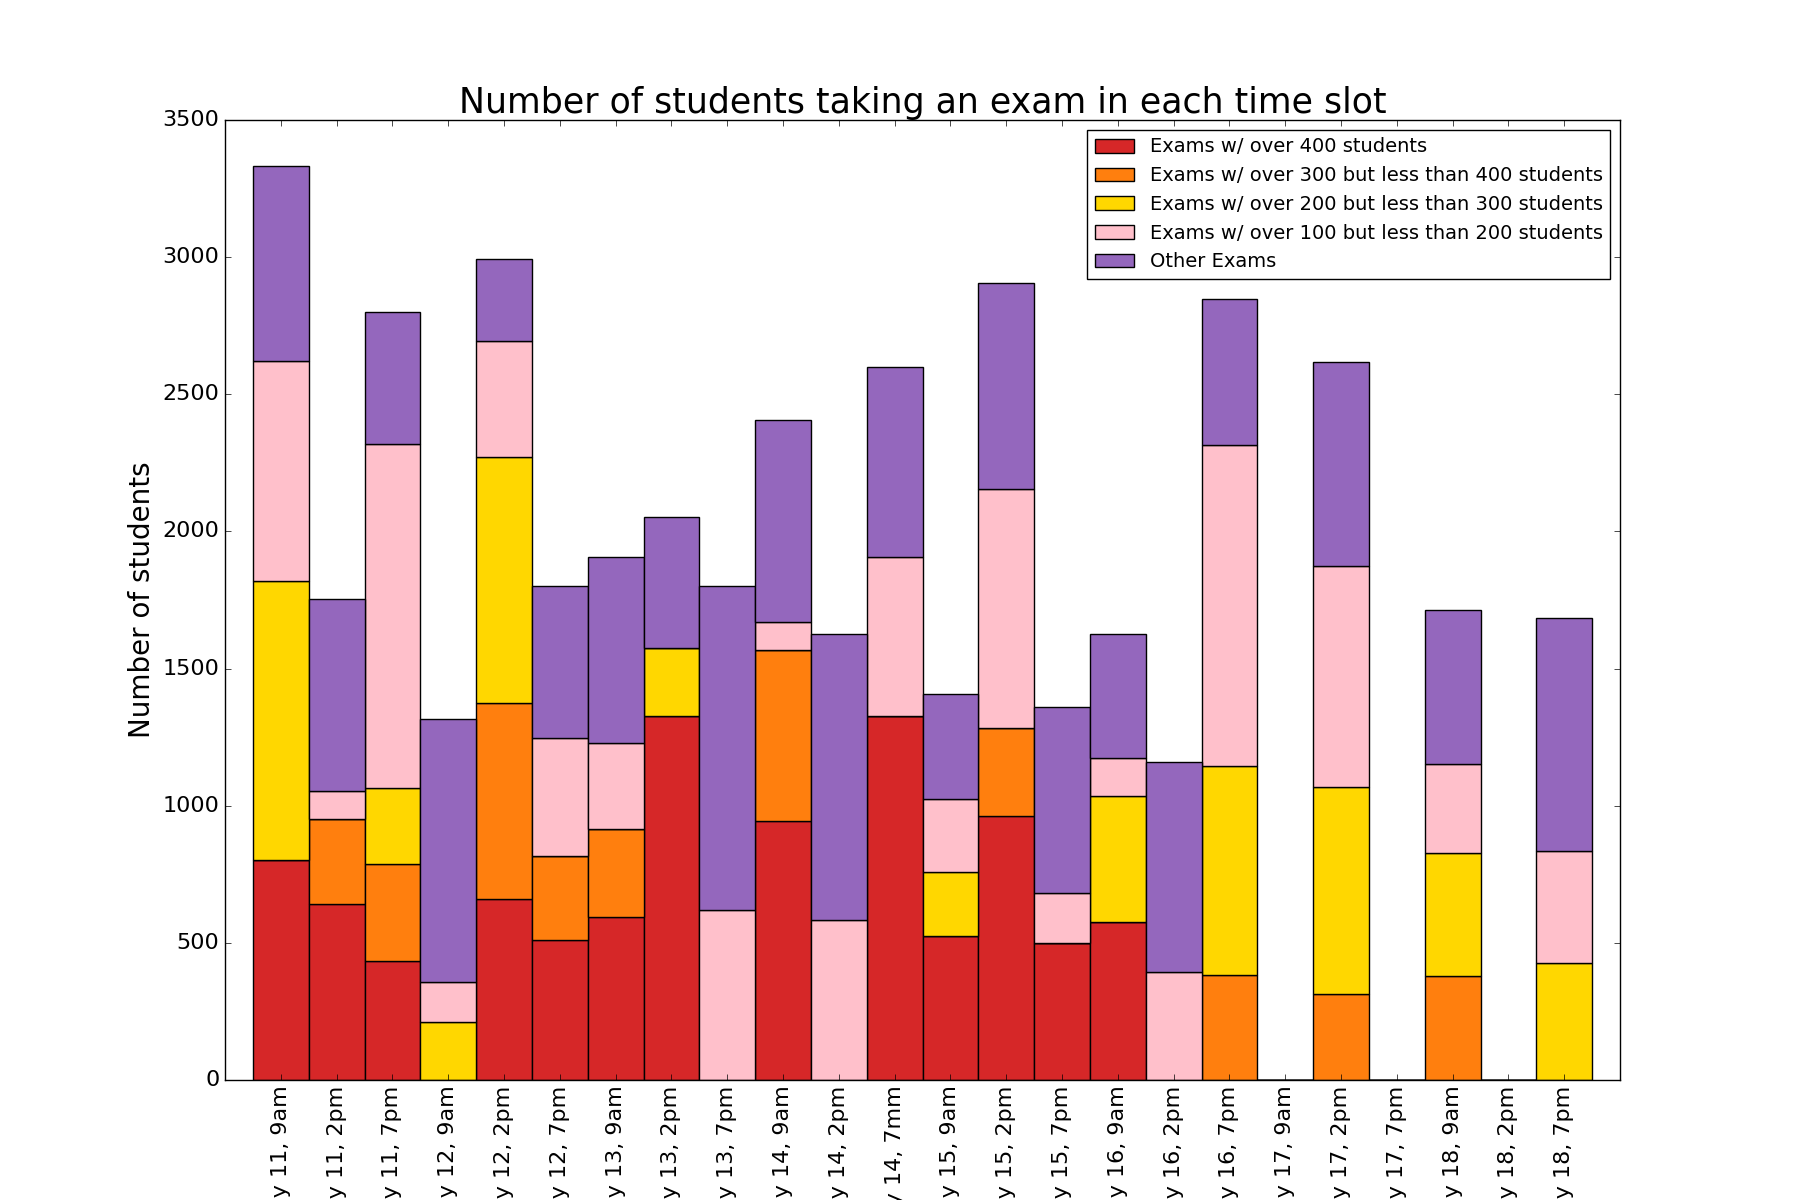 Number of students taking an exam in each time slot
3500
3000
2500
2000
1500
1000
500
0
Number of students
Exams w/ over 400 students
Exams w/ over 300 but less than 400 students
Exams w/ over 200 but less than 300 students
Exams w/ over 100 but less than 200 students
Other Exams
y 11, 9am
y 11, 2pm
y 11, 7pm
y 12, 9am
y 12, 2pm
y 12, 7pm
y 13, 9am
y 13, 2pm
y 13, 7pm
y 14, 9am
y 14, 2pm
y 14, 7mm
y 15, 9am
y 15, 2pm
y 15, 7pm
y 16, 9am
y 16, 2pm
y 16, 7pm
y 17, 9am
y 17, 2pm
y 17, 7pm
y 18, 9am
y 18, 2pm
y 18, 7pm